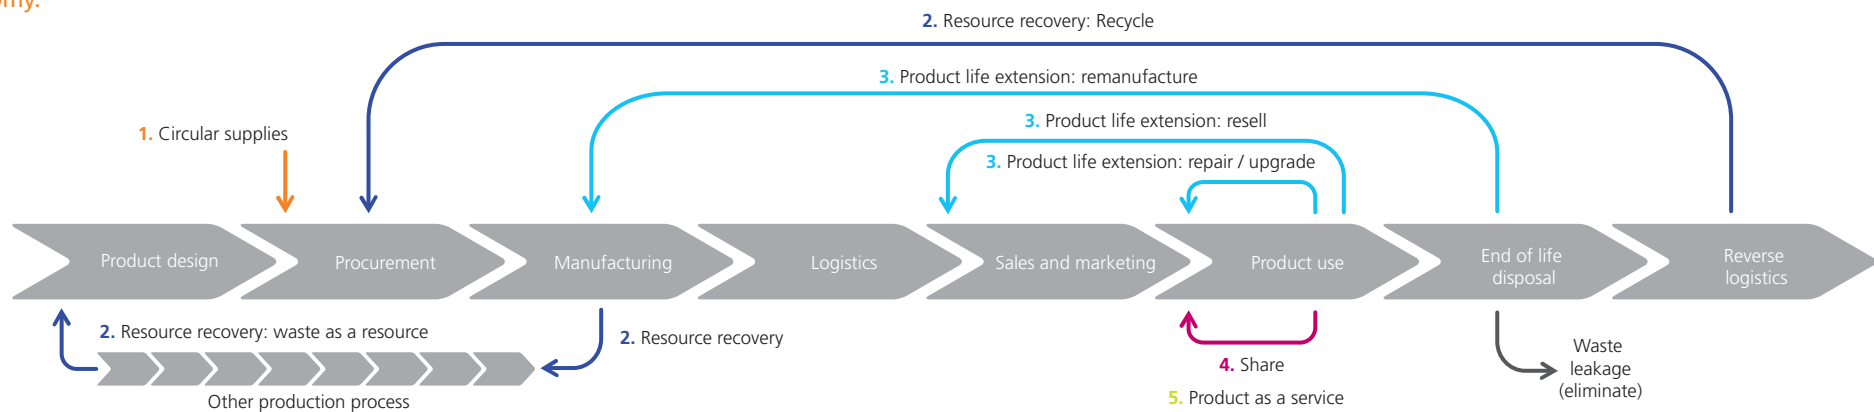 2. Resource recovery: Recycle
3. Product life extension: remanufacture
3. Product life extension: resell
1. Circular supplies
3. Product life extension: repair / upgrade
Product design
Procurement
Manufacturing
Logistics
Sales and marketing
Product use
End of life
disposal
Reverse
logistics
2. Resource recovery: waste as a resource
2. Resource recovery
Other production process
4. Share
5. Product as a service
Waste
leakage
(eliminate)